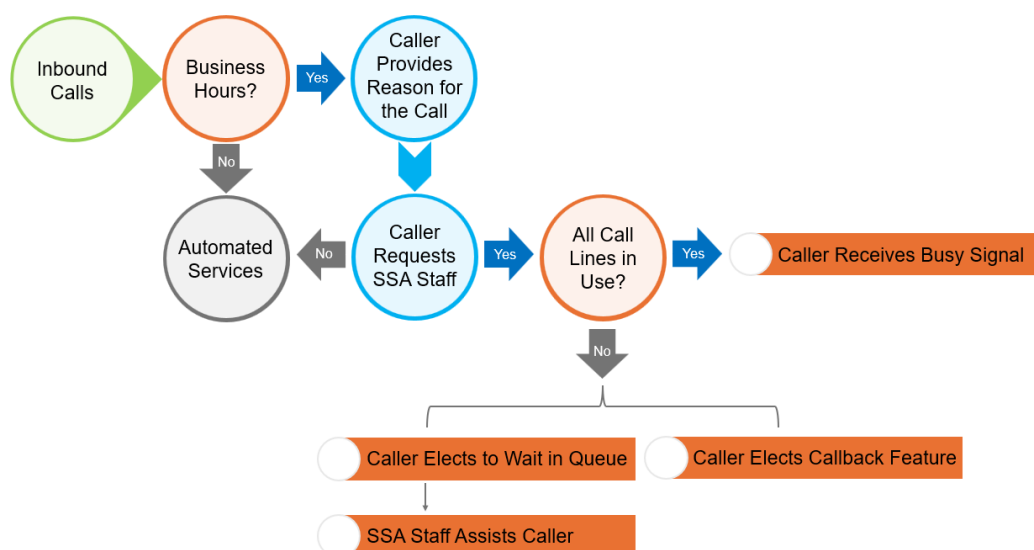 Inbound
Calls
Business
Hours?
Yes
Caller
Provides
Reason for
the Call
No
Automated
Services
No
Caller
Requests
SSA Staff
Yes
All Call
Lines in
Use?
Yes
Caller Receives Busy Signal
No
Caller Elects to Wait in Queue
Caller Elects Callback Feature
SSA Staff Assists Caller